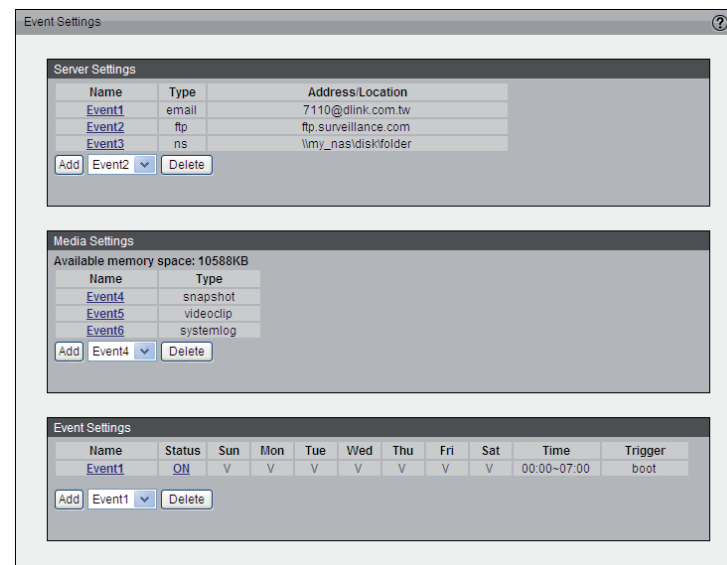 Event Settings
Server Settings
Name Type Address/Location
Event1 email 7110@dlink.com.tw
Event2 ftp ftp.surveillance.com
Event3 ns \\my_nas\disk\folder
Add Event2 Delete
Media Settings
Available memory space: 10588KB
Name Type
Event4 snapshot
Event5 videoclip
Event6 systemlog
Add Event4 Delete
Event Settings
Name Status Sun Mon Tue Wed Thu Fri Sat Time Trigger
Event1 ON V V V V V V V 00:00~07:00 boot
Add Event1 Delete